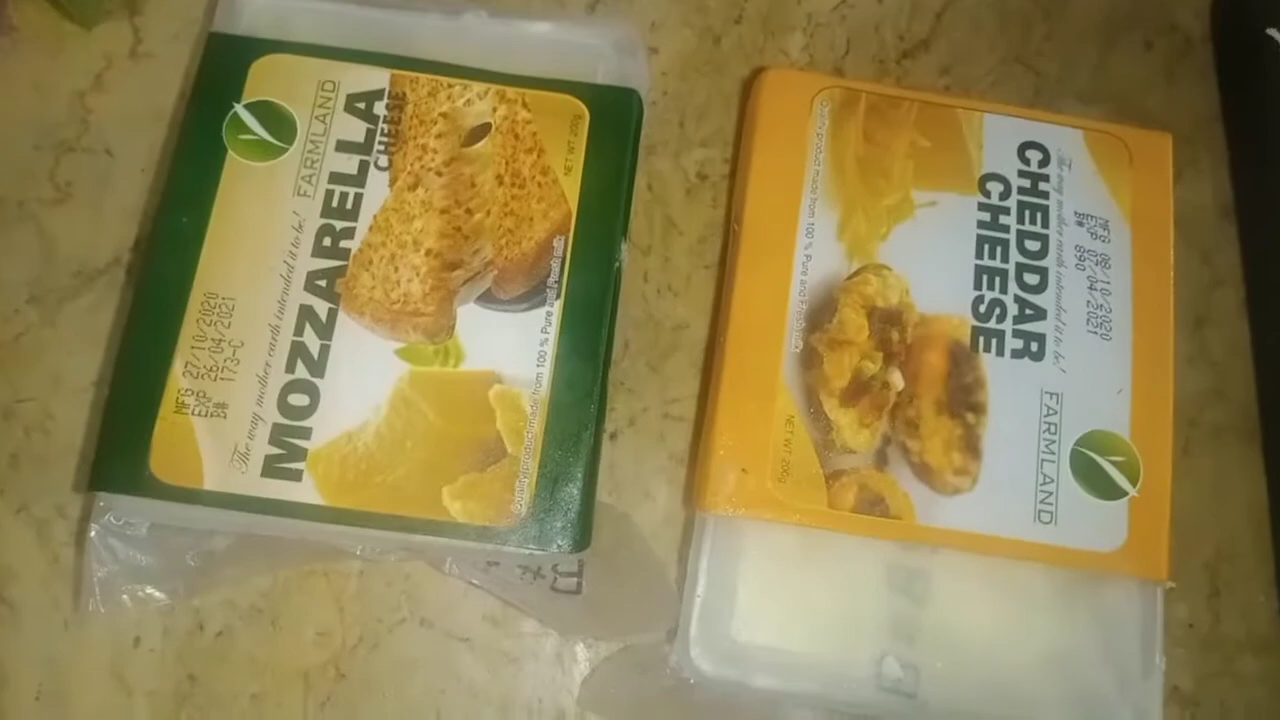 FARMLAND
The way mother earth intended it to be!
MOZZARELLA
CHEESE
NET WT 200g
Quality product made from 100 % Pure and Fresh milk
MFG 27/10/2020
EXP 26/04/2021
B# 173-C
Quality product made from 100 % Pure and Fresh milk
CHEDDAR
CHEESE
The way mother earth intended it to be!
MFG 08/10/2020
EXP 07/04/2021
B# 890
FARMLAND
NET WT 200g